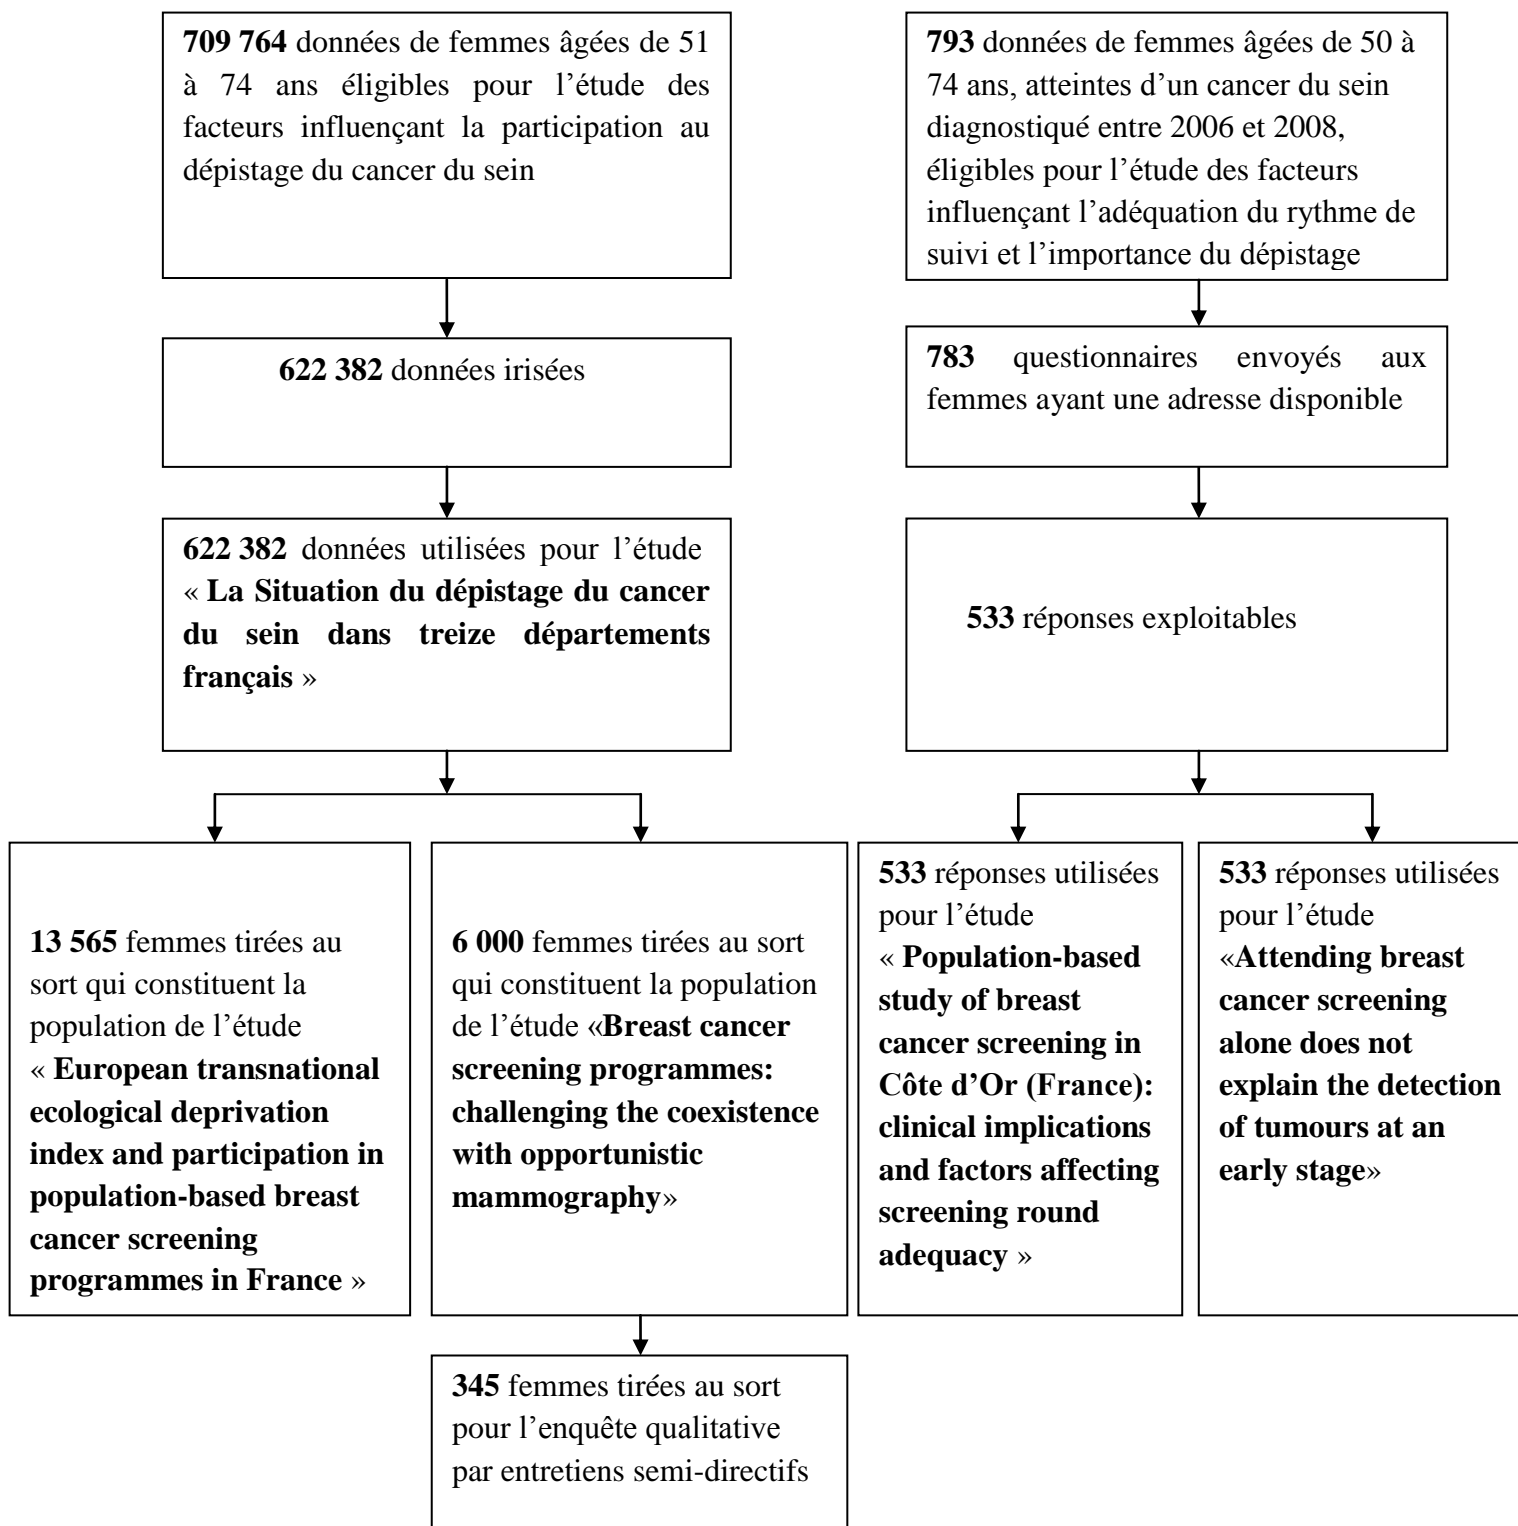 709 764 données de femmes âgées de 51
à 74 ans éligibles pour l’étude des
facteurs influençant la participation au
dépistage du cancer du sein
793 données de femmes âgées de 50 à
74 ans, atteintes d’un cancer du sein
diagnostiqué entre 2006 et 2008,
éligibles pour l’étude des facteurs
influençant l’adéquation du rythme de
suivi et l’importance du dépistage
622 382 données irisées
783 questionnaires envoyés aux
femmes ayant une adresse disponible
622 382 données utilisées pour l’étude
« La Situation du dépistage du cancer
du sein dans treize départements
français »
533 réponses exploitables
13 565 femmes tirées au
sort qui constituent la
population de l’étude
« European transnational
ecological deprivation
index and participation in
population-based breast
cancer screening
programmes in France »
6 000 femmes tirées au sort
qui constituent la population
de l’étude «Breast cancer
screening programmes:
challenging the coexistence
with opportunistic
mammography»
533 réponses utilisées
pour l’étude
« Population-based
study of breast
cancer screening in
Côte d’Or (France):
clinical implications
and factors affecting
screening round
adequacy »
533 réponses utilisées
pour l’étude
«Attending breast
cancer screening
alone does not
explain the detection
of tumours at an
early stage»
345 femmes tirées au sort
pour l’enquête qualitative
par entretiens semi-directifs